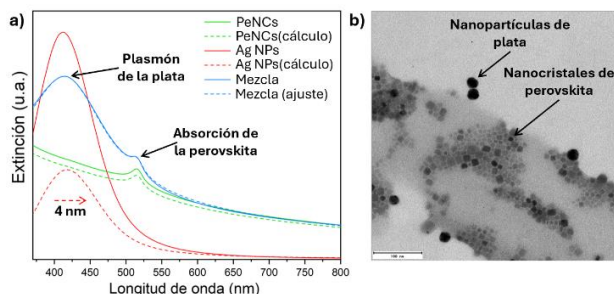 a)
PeNCs
PeNCs(cálculo)
Ag NPs
Ag NPs(cálculo)
Mezcla
Mezcla (ajuste)
Plasmón
de la plata
Absorción de
la perovskita
4 nm
Extinción (u.a.)
400 450 500 550 600 650 700 750 800
Longitud de onda (nm)
b)
Nanopartículas de
plata
Nanocristales de
perovskita